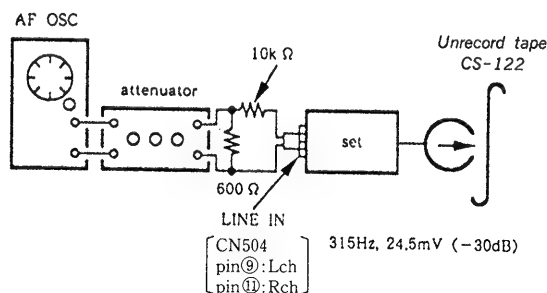 AF OSC
Unrecord tape
CS-122
10k Ω
attenuator
set
600 Ω
LINE IN
CN504
pin⑨:Lch
pin⑪:Rch
315Hz, 24.5mV (-30dB)